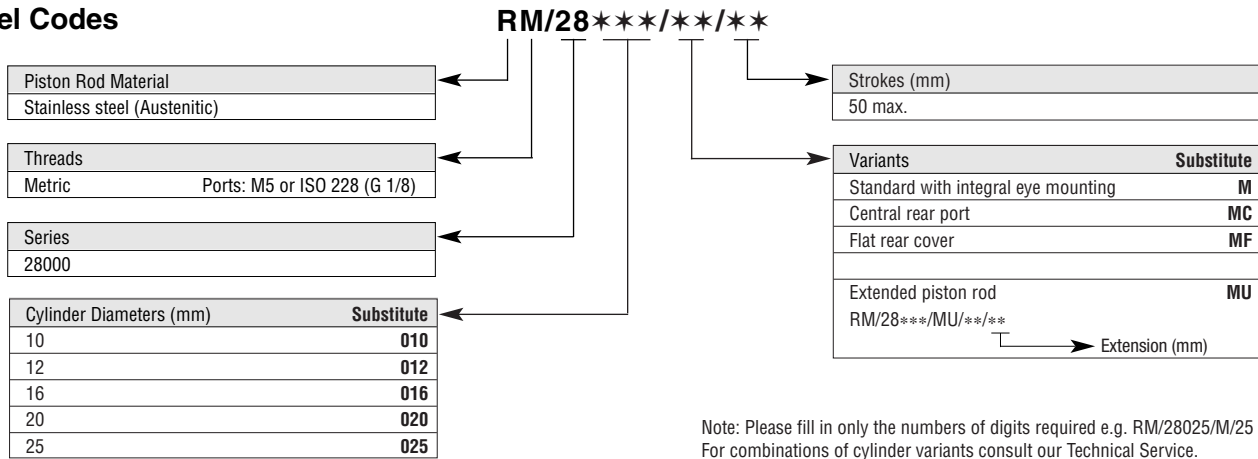 el Codes
RM/28✶✶✶/✶✶/✶✶
Piston Rod Material
Stainless steel (Austenitic)
Threads
Metric Ports: M5 or ISO 228 (G 1/8)
Series
28000
Cylinder Diameters (mm) Substitute
10 010
12 012
16 016
20 020
25 025
Strokes (mm)
50 max.
Variants Substitute
Standard with integral eye mounting M
Central rear port MC
Flat rear cover MF
Extended piston rod MU
RM/28✶✶✶/MU/✶✶/✶✶
Extension (mm)
Note: Please fill in only the numbers of digits required e.g. RM/28025/M/25
For combinations of cylinder variants consult our Technical Service.